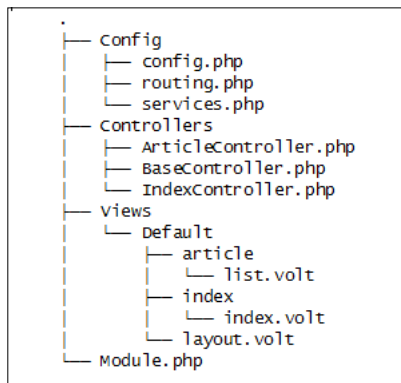 .
├── Config
│   ├── config.php
│   ├── routing.php
│   └── services.php
├── Controllers
│   ├── ArticleController.php
│   ├── BaseController.php
│   └── IndexController.php
├── Views
│   └── Default
│       ├── article
│       │   └── list.volt
│       ├── index
│       │   └── index.volt
│       └── layout.volt
└── Module.php